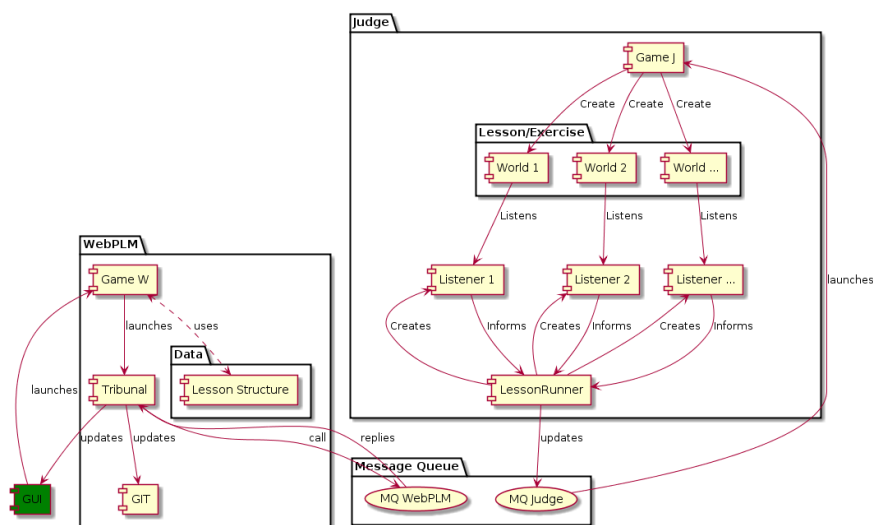 Judge
Game J
Create
Create
Create
Lesson/Exercise
World 1
World 2
World ...
Listens
Listens
Listens
WebPLM
Game W
Listener 1
Listener 2
Listener ...
launches
launches
uses
Creates
Informs
Creates
Informs
Creates
Informs
Data
Tribunal
Lesson Structure
LessonRunner
launches
updates
updates
call
replies
updates
Message Queue
GUI
GIT
MQ WebPLM
MQ Judge